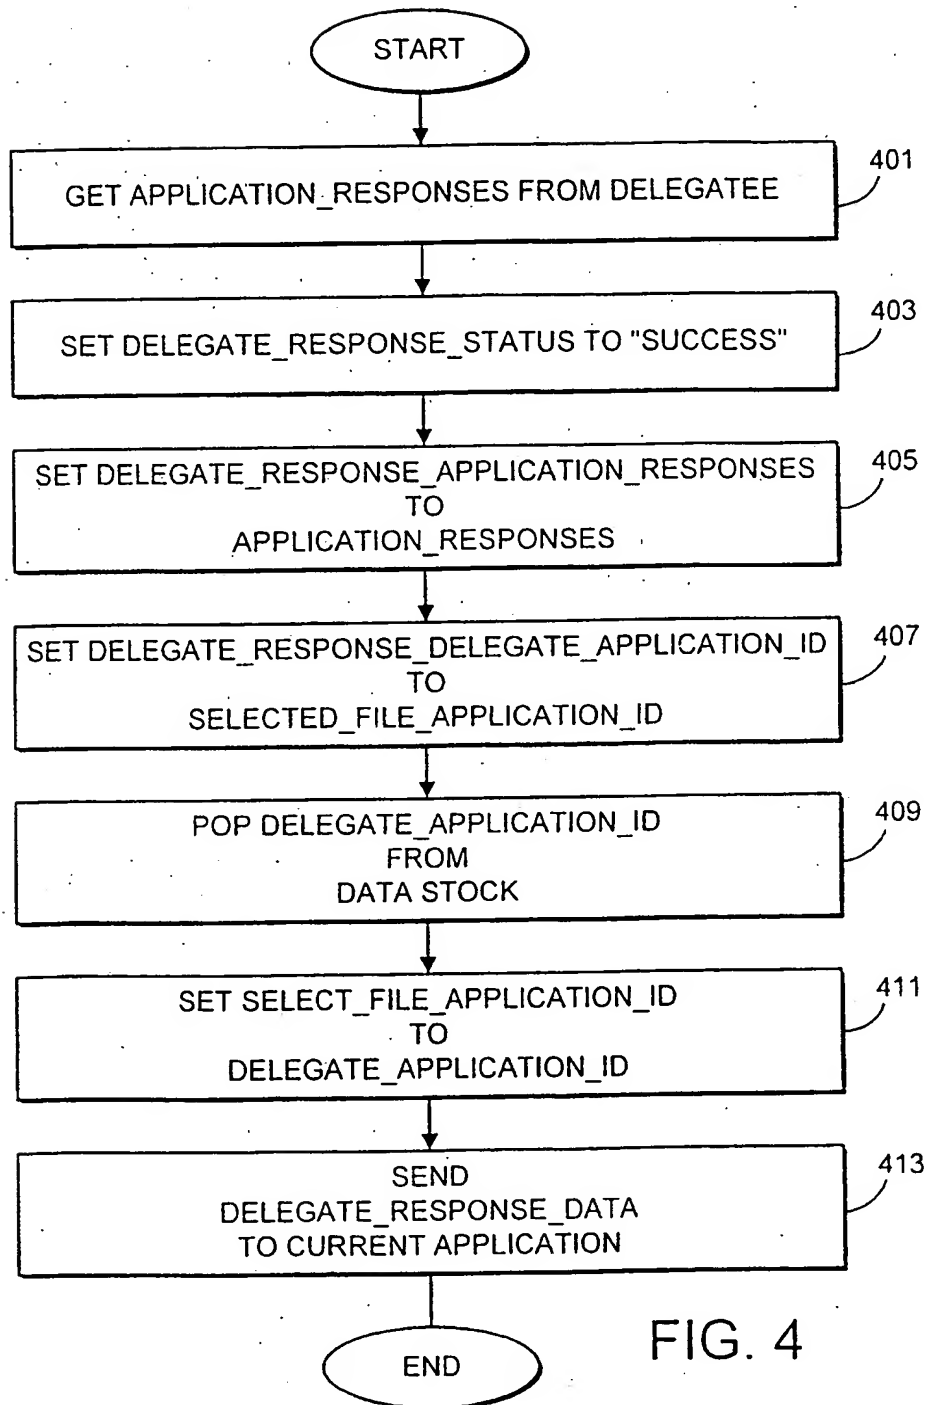 START
GET APPLICATION_RESPONSES FROM DELEGATEE
401
SET DELEGATE_RESPONSE_STATUS TO "SUCCESS"
403
SET DELEGATE_RESPONSE_APPLICATION_RESPONSES
TO
APPLICATION_RESPONSES
405
SET DELEGATE_RESPONSE_DELEGATE_APPLICATION_ID
TO
SELECTED_FILE_APPLICATION_ID
407
POP DELEGATE_APPLICATION_ID
FROM
DATA STOCK
409
SET SELECT_FILE_APPLICATION_ID
TO
DELEGATE_APPLICATION_ID
411
SEND
DELEGATE_RESPONSE_DATA
TO CURRENT APPLICATION
413
END
FIG. 4